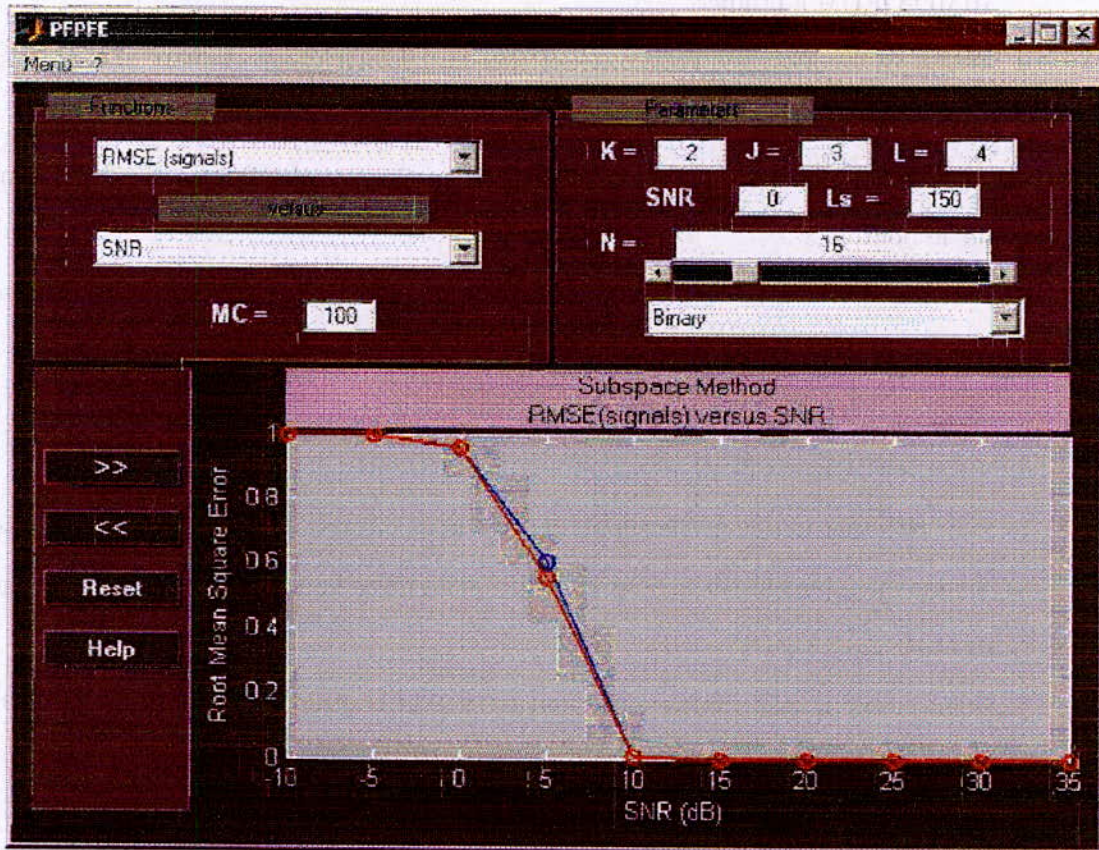 PFPFE
Menu ?
Functions
RMSE (signals)
versus
SNR
MC = 100
Parameters
K = 2 J = 3 L = 4
SNR 0 Ls = 150
N = 16
Binary
>>
<<
Reset
Help
Subspace Method
RMSE(signals) versus SNR
Root Mean Square Error
1
0.8
0.6
0.4
0.2
0
-10 -5 0 5 10 15 20 25 30 35
SNR (dB)